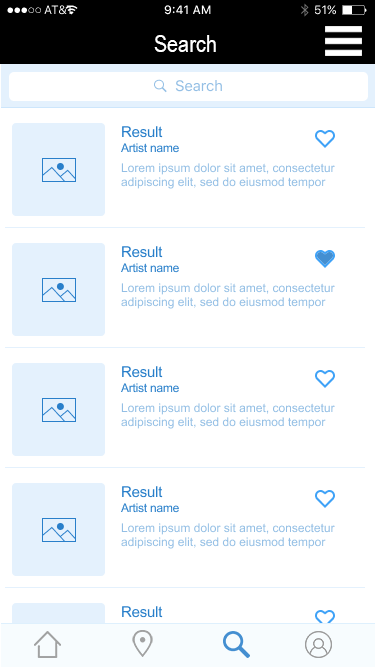 AT&T 9:41 AM 51%
Search
Search
Result
Artist name
Lorem ipsum dolor sit amet, consectetur
adipiscing elit, sed do eiusmod tempor
Result
Artist name
Lorem ipsum dolor sit amet, consectetur
adipiscing elit, sed do eiusmod tempor
Result
Artist name
Lorem ipsum dolor sit amet, consectetur
adipiscing elit, sed do eiusmod tempor
Result
Artist name
Lorem ipsum dolor sit amet, consectetur
adipiscing elit, sed do eiusmod tempor
Result